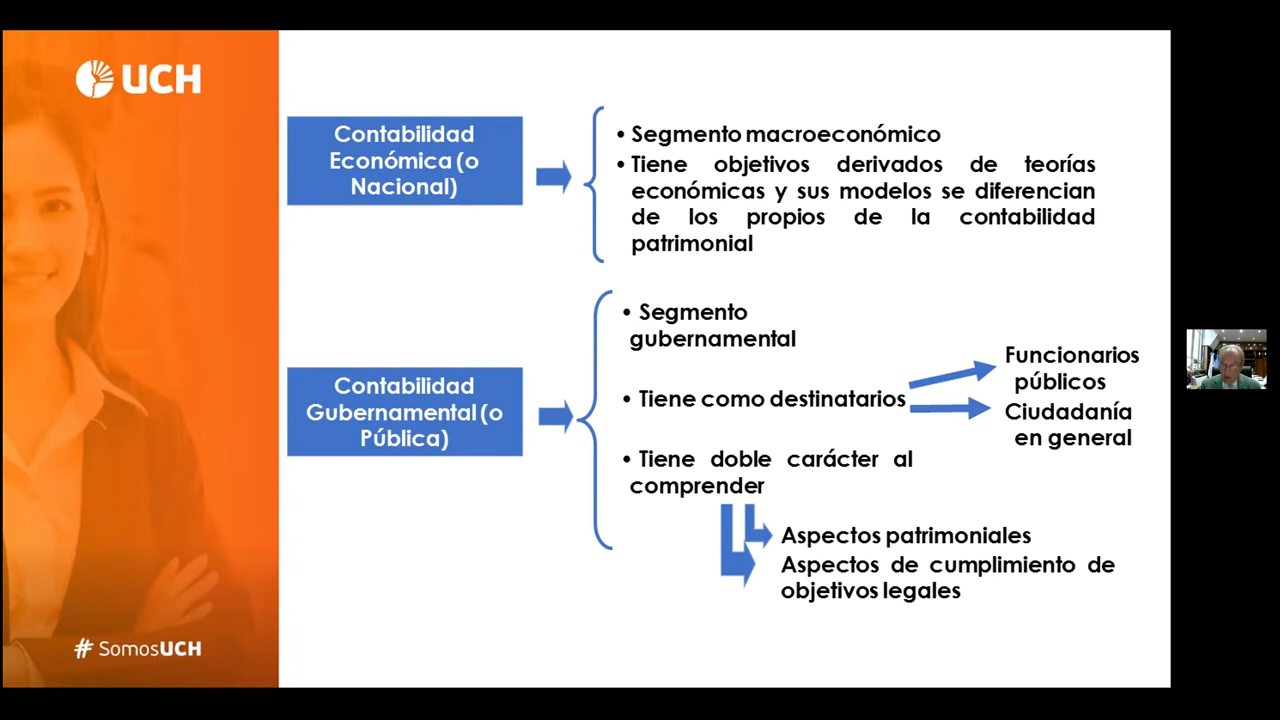 UCH
Contabilidad
Económica (o
Nacional)
• Segmento macroeconómico
• Tiene objetivos derivados de teorías
económicas y sus modelos se diferencian
de los propios de la contabilidad
patrimonial
Contabilidad
Gubernamental (o
Pública)
• Segmento
gubernamental
• Tiene como destinatarios
Funcionarios
públicos
Ciudadanía
en general
• Tiene doble carácter al
comprender
Aspectos patrimoniales
Aspectos de cumplimiento de
objetivos legales
# SomosUCH